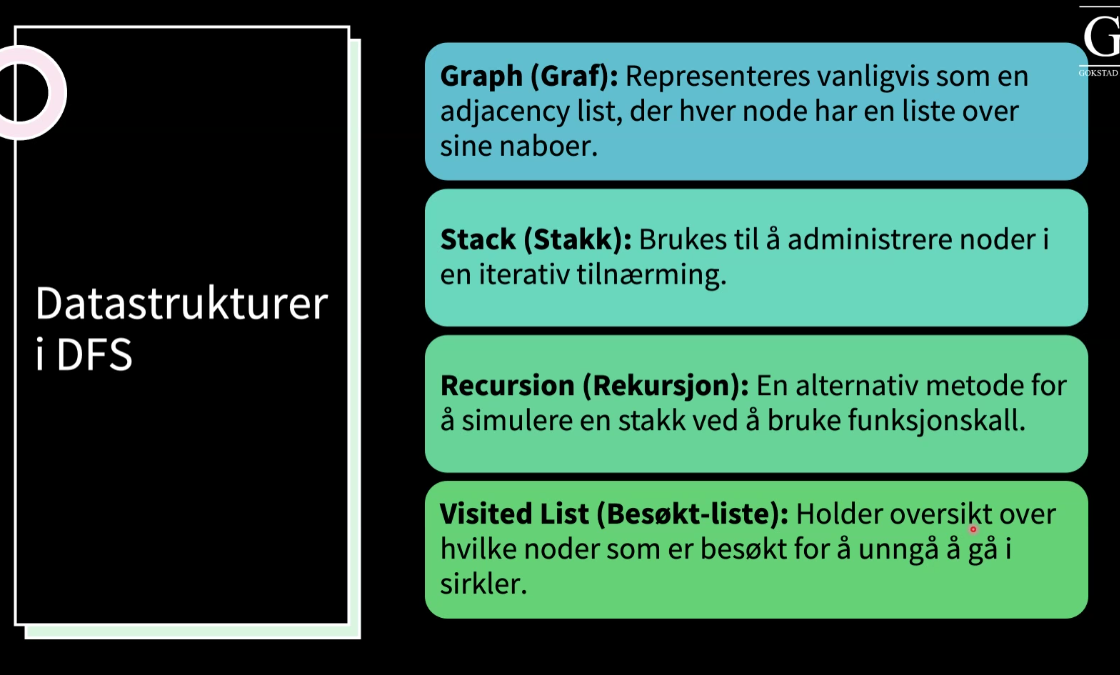 Datastrukturer
i DFS
Graph (Graf): Representeres vanligvis som en
adjacency list, der hver node har en liste over
sine naboer.
Stack (Stakk): Brukes til å administrere noder i
en iterativ tilnærming.
Recursion (Rekursjon): En alternativ metode for
å simulere en stakk ved å bruke funksjonskall.
Visited List (Besøkt-liste): Holder oversikt over
hvilke noder som er besøkt for å unngå å gå i
sirkler.
G
GOKSTAD